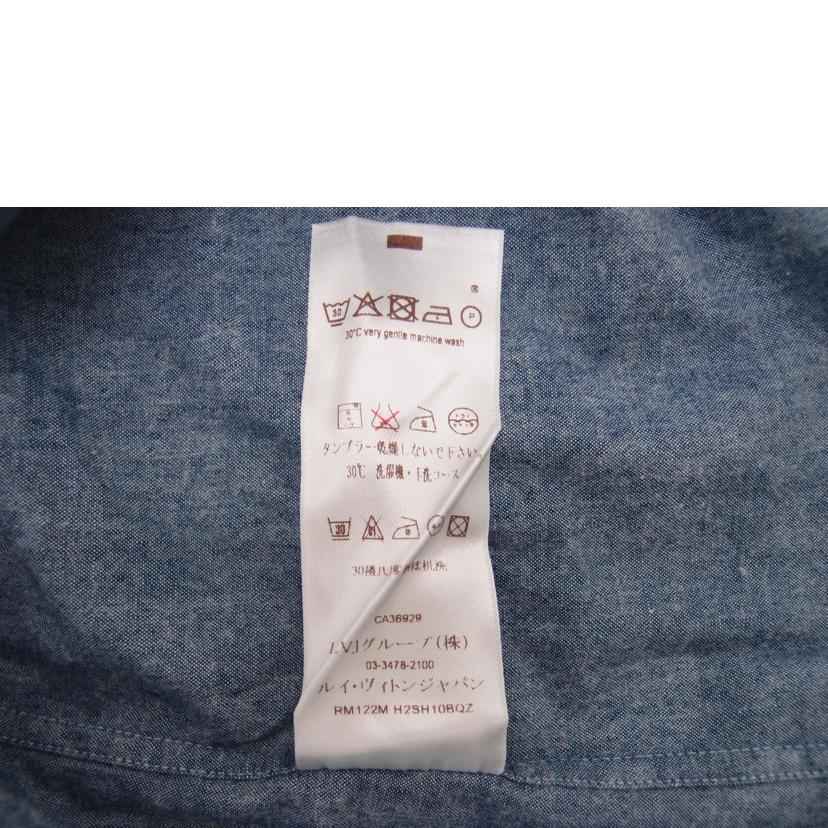 30 P
30°C very gentle machine wash
タンブラー乾燥しないで下さい。
30℃ 洗濯機・手洗コース
30
CA36929
LVJグループ(株)
03-3478-2100
ルイ・ヴィトンジャパン
RM122M H2SH10BQZ